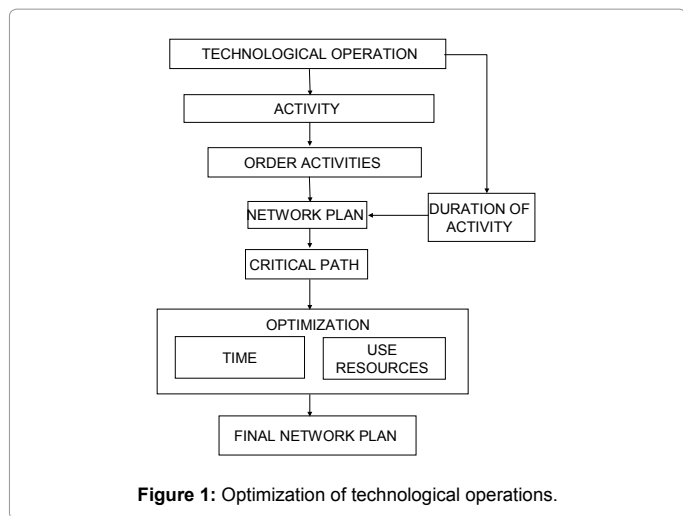 TECHNOLOGICAL OPERATION
ACTIVITY
ORDER ACTIVITIES
NETWORK PLAN
DURATION OF
ACTIVITY
CRITICAL PATH
OPTIMIZATION
TIME
USE
RESOURCES
FINAL NETWORK PLAN
Figure 1: Optimization of technological operations.